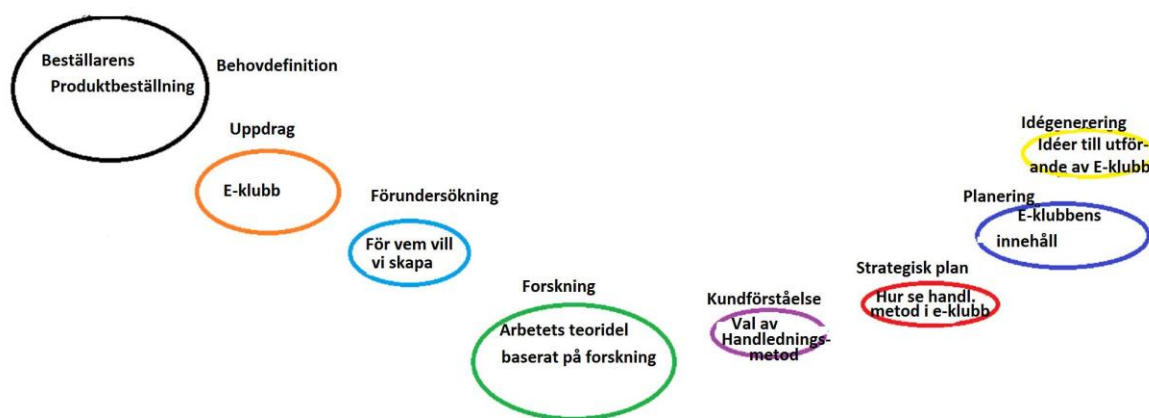 Beställarens
Produktbeställning
Behovdefinition
Uppdrag
E-klubb
Förundersökning
För vem vill
vi skapa
Forskning
Arbetets teoridel
baserat på forskning
Kundförståelse
Val av
Handlednings-
metod
Strategisk plan
Hur se handl.
metod i e-klubb
Planering
E-klubbens
innehåll
Idégenerering
Idéer till utför-
ande av E-klubb